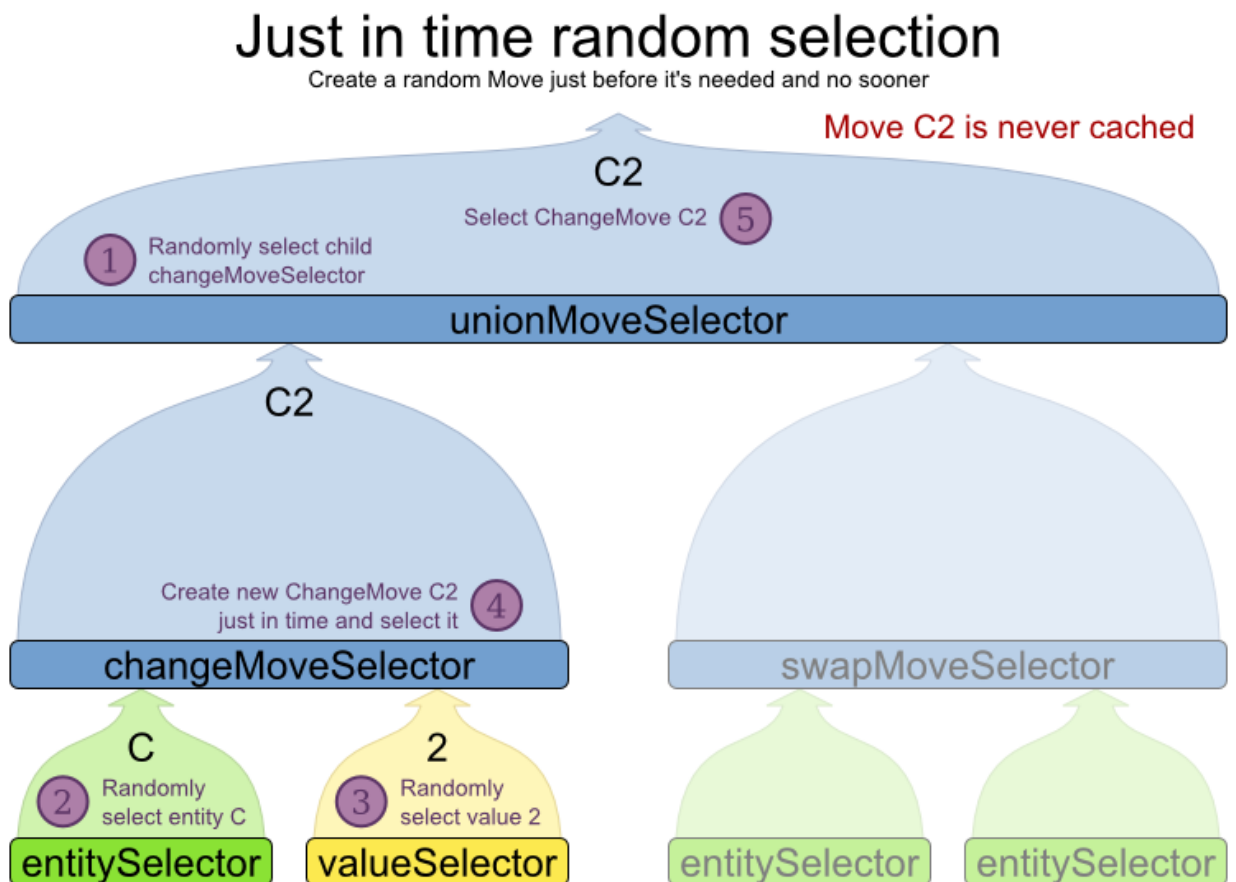 Just in time random selection
Create a random Move just before it's needed and no sooner
Move C2 is never cached
C2
Select ChangeMove C2
5
1
Randomly select child
changeMoveSelector
unionMoveSelector
C2
Create new ChangeMove C2
just in time and select it
4
changeMoveSelector
swapMoveSelector
C
2
2
Randomly
select entity C
3
Randomly
select value 2
entitySelector
valueSelector
entitySelector
entitySelector